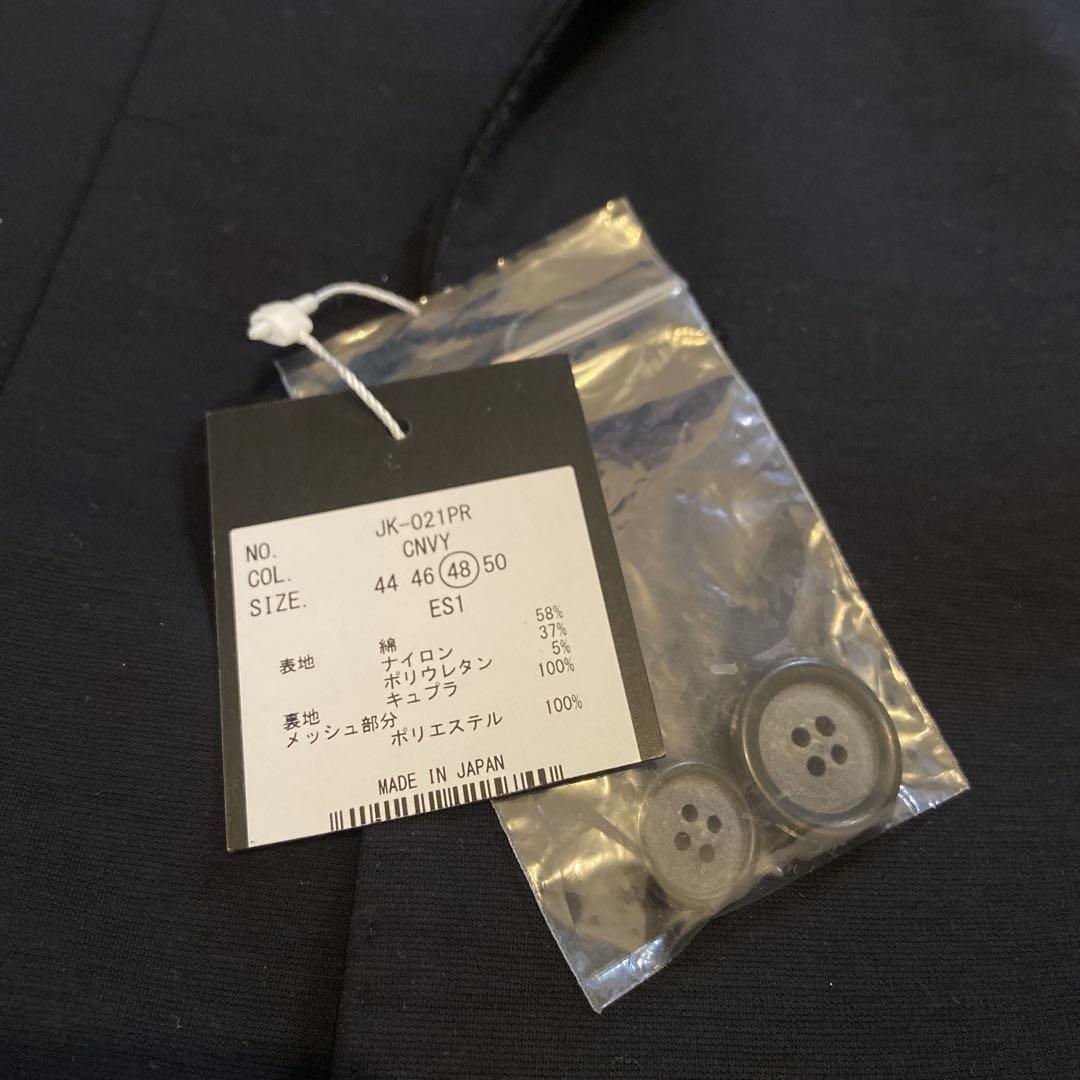 NO. JK-021PR
COL. CNVY
SIZE. 44 46 48 50
ES1
表地 綿 58%
ナイロン 37%
ポリウレタン 5%
裏地 キュプラ 100%
メッシュ部分
ポリエステル 100%
MADE IN JAPAN